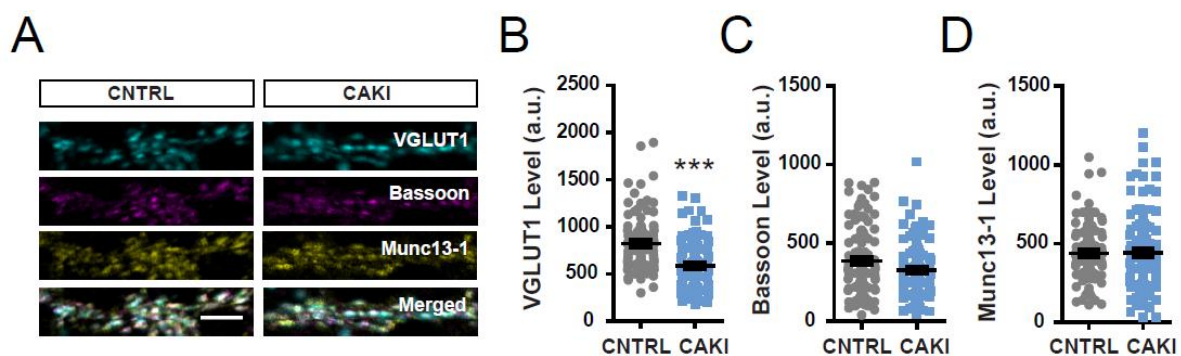 A
CNTRL CAKI
VGLUT1
Bassoon
Munc13-1
Merged
B
VGLUT1 Level (a.u.)
2500
2000
1500
1000
500
0
***
CNTRL CAKI
C
Bassoon Level (a.u.)
1500
1000
500
0
CNTRL CAKI
D
Munc13-1 Level (a.u.)
1500
1000
500
0
CNTRL CAKI